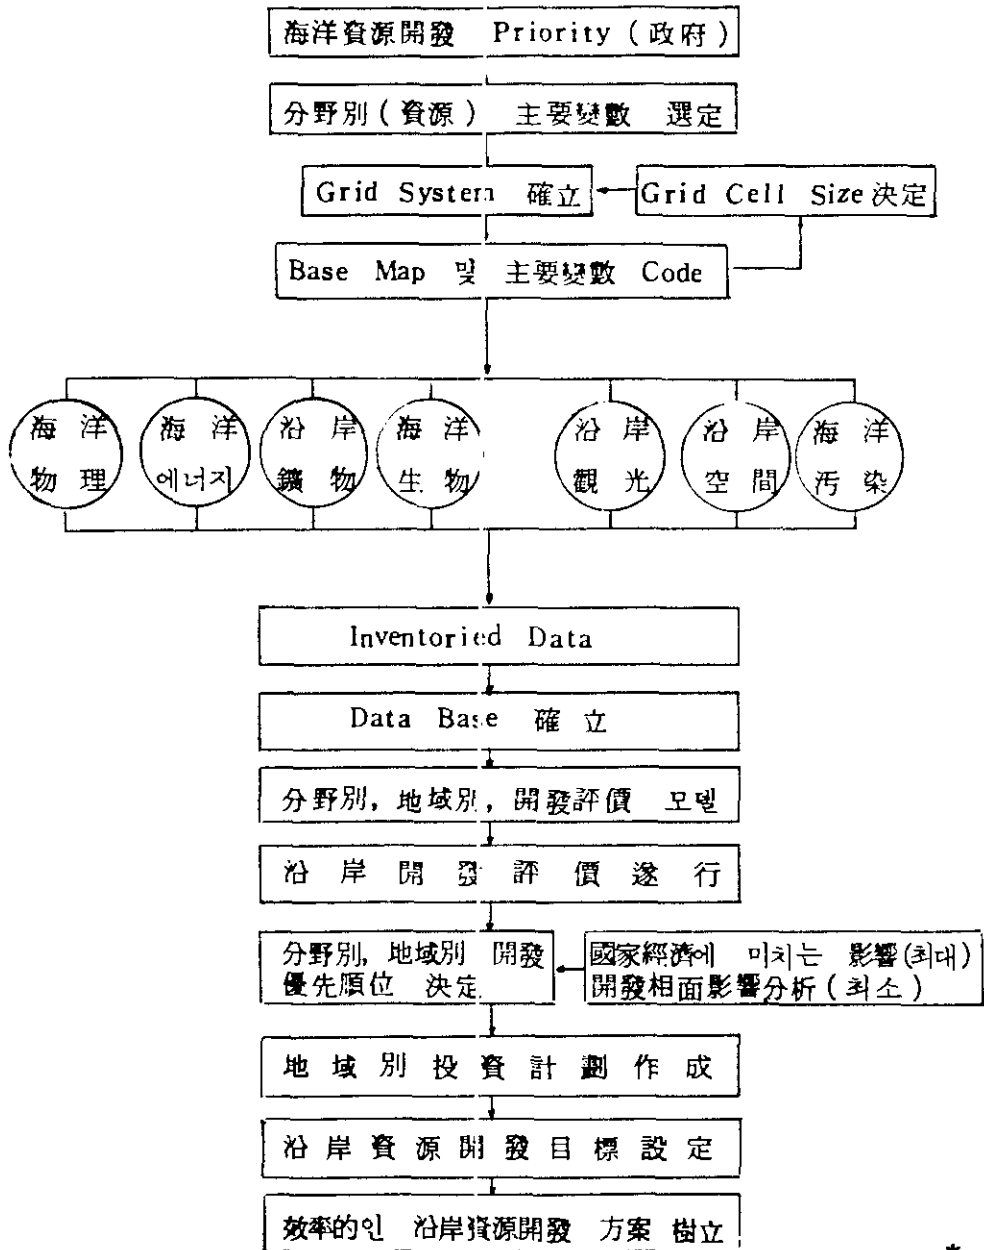 海洋資源開發 Priority (政府)
分野別(資源) 主要變數 選定
Grid System 確立
Grid Cell Size 決定
Base Map 및 主要變數 Code
海洋
物理
海洋
에너지
沿岸
鑛物
海洋
生物
沿岸
観光
沿岸
空間
海洋
汚染
Inventoried Data
Data Base 確立
分野別, 地域別, 開發評價 모델
沿岸開發評價遂行
分野別, 地域別 開發
優先順位 決定
國家經濟에 미치는 影響(최대)
開發相面影響分析(최소)
地域別投資計劃作成
沿岸資源開發目標設定
效率的인 沿岸資源開發 方案 樹立
*